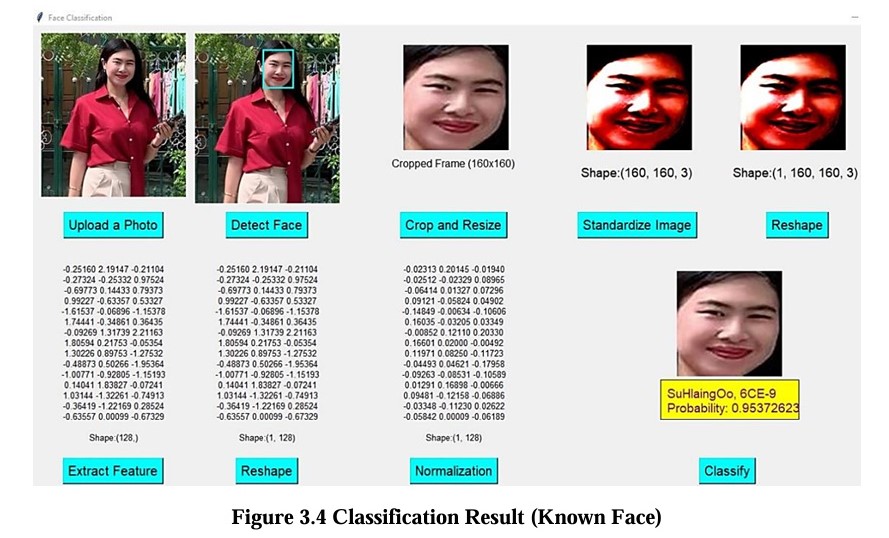 Face Classification
Cropped Frame (160x160)
Shape:(160, 160, 3)
Shape:(1, 160, 160, 3)
Upload a Photo
Detect Face
Crop and Resize
Standardize Image
Reshape
-0.25160 2.19147 -0.21104
-0.27324 -0.25332 0.97524
-0.69773 0.14433 0.79373
0.99227 -0.63357 0.53327
-1.61537 -0.06896 -1.15378
1.74441 -0.34861 0.36435
-0.09269 1.31739 2.21163
1.80594 0.21753 -0.05354
1.30226 0.89753 -1.27532
-0.48873 0.50266 -1.95364
-1.00771 -0.92805 -1.15193
0.14041 1.83827 -0.07241
1.03144 -1.32261 -0.74913
-0.36419 -1.22169 0.28524
-0.63557 0.00099 -0.67329
Shape:(128,)
-0.25160 2.19147 -0.21104
-0.27324 -0.25332 0.97524
-0.69773 0.14433 0.79373
0.99227 -0.63357 0.53327
-1.61537 -0.06896 -1.15378
1.74441 -0.34861 0.36435
-0.09269 1.31739 2.21163
1.80594 0.21753 -0.05354
1.30226 0.89753 -1.27532
-0.48873 0.50266 -1.95364
-1.00771 -0.92805 -1.15193
0.14041 1.83827 -0.07241
1.03144 -1.32261 -0.74913
-0.36419 -1.22169 0.28524
-0.63557 0.00099 -0.67329
Shape:(1, 128)
-0.02313 0.20145 -0.01940
-0.02512 -0.02329 0.08965
-0.06414 0.01327 0.07296
0.09121 -0.05824 0.04902
-0.14849 -0.00634 -0.10606
0.16035 -0.03205 0.03349
-0.00852 0.12110 0.20330
0.16601 0.02000 -0.00492
0.11971 0.08250 -0.11723
-0.04493 0.04621 -0.17958
-0.09263 -0.08531 -0.10589
0.01291 0.16898 -0.00666
0.09481 -0.12158 -0.06886
-0.03348 -0.11230 0.02622
-0.05842 0.00009 -0.06189
Shape:(1, 128)
SuHlaingOo, 6CE-9
Probability: 0.95372623
Extract Feature
Reshape
Normalization
Classify
Figure 3.4 Classification Result (Known Face)